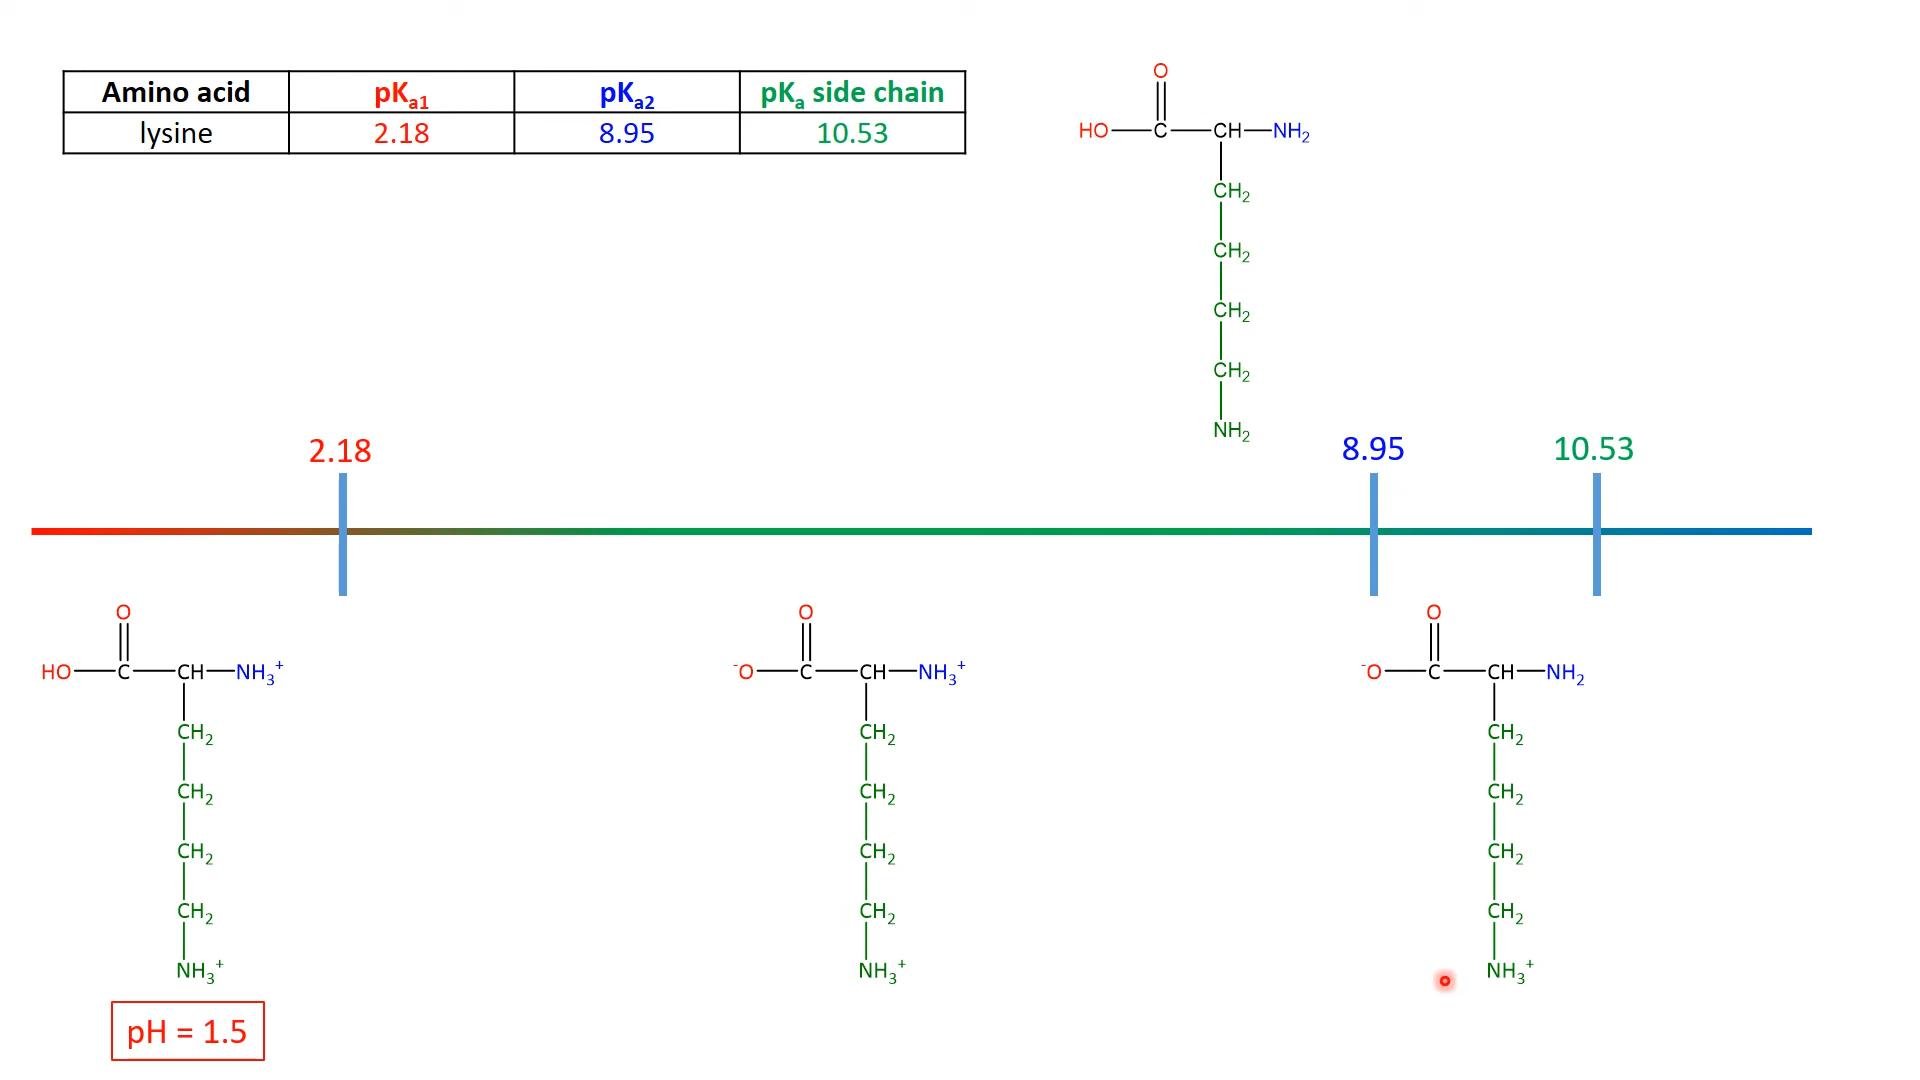 Amino acid pKa1 pKa2 pKa side chain
lysine 2.18 8.95 10.53
O
HO C CH NH2
CH2
CH2
CH2
CH2
NH2
2.18 8.95 10.53
O
HO C CH NH3+
CH2
CH2
CH2
CH2
NH3+
pH = 1.5
O
-O C CH NH3+
CH2
CH2
CH2
CH2
NH3+
O
-O C CH NH2
CH2
CH2
CH2
CH2
NH3+